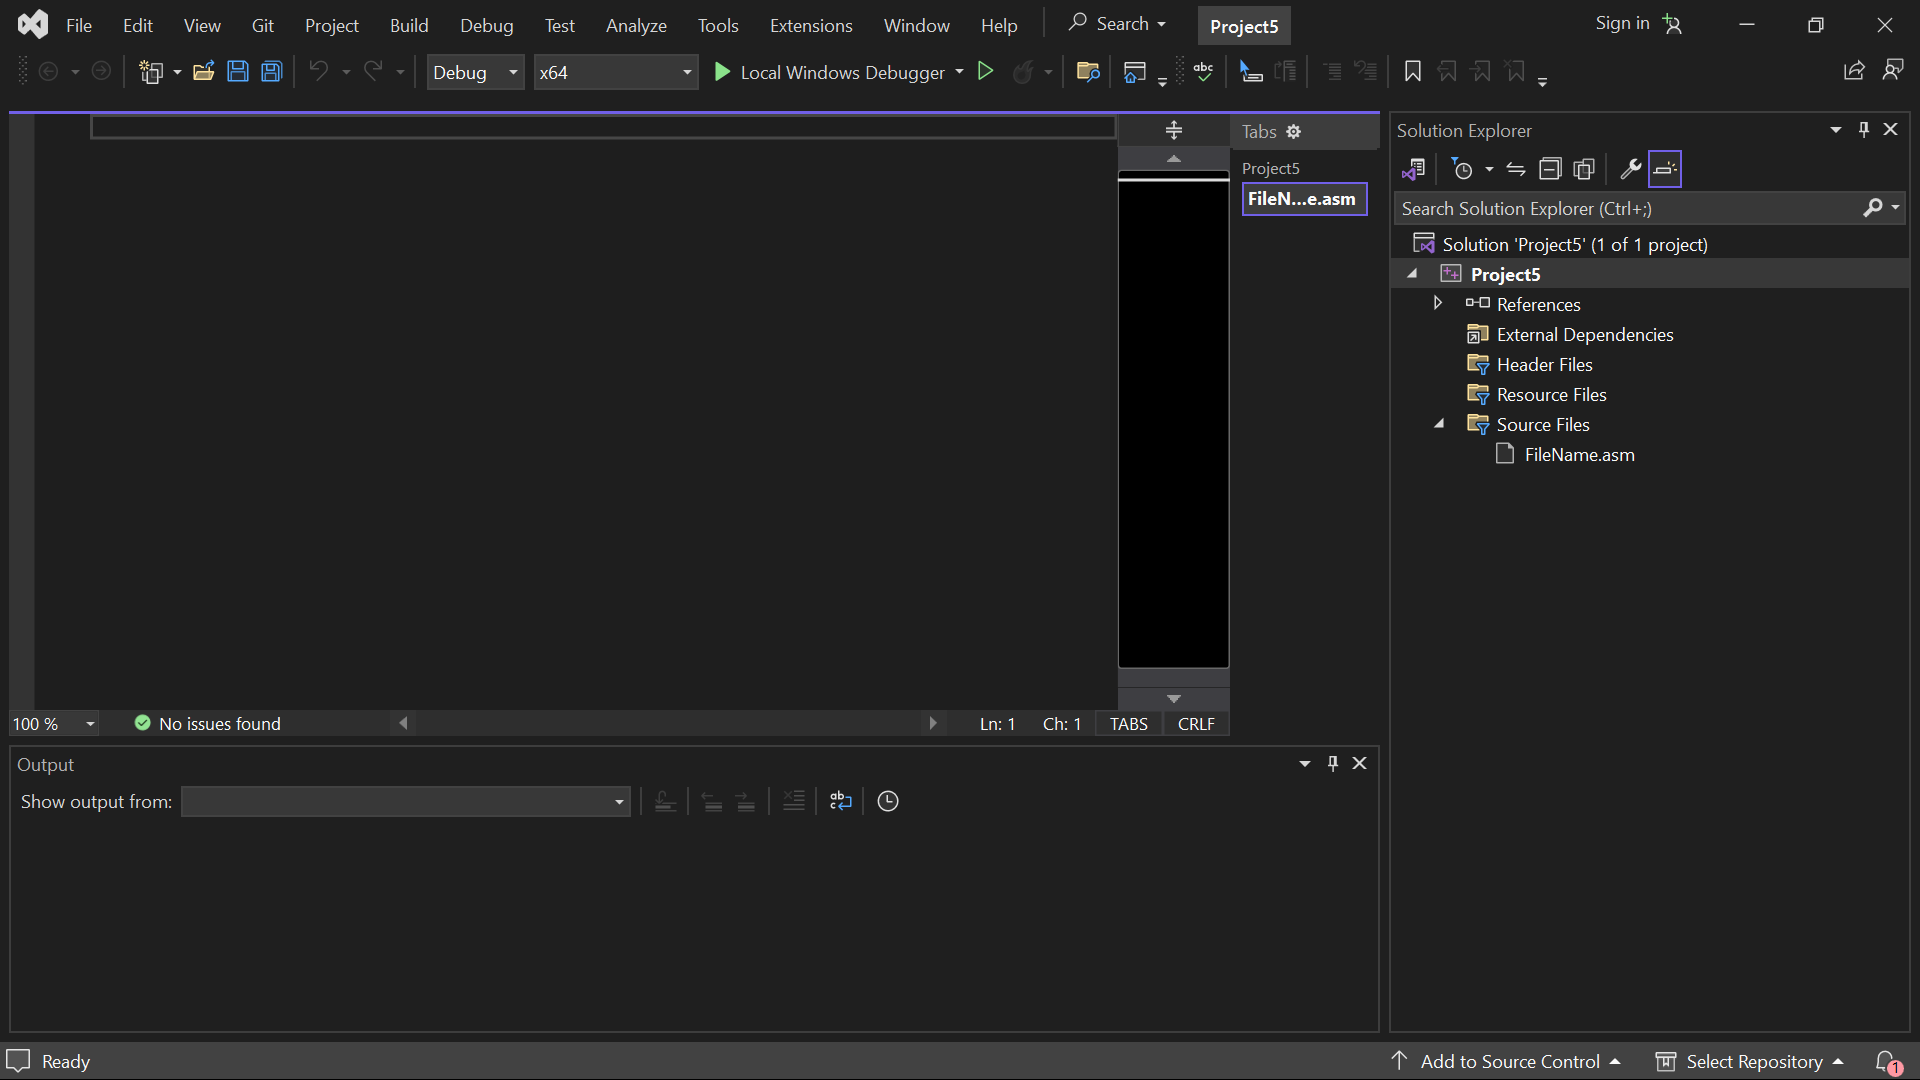 File Edit View Git Project Build Debug Test Analyze Tools Extensions Window Help Search Project5 Sign in
Debug x64 Local Windows Debugger abc
Tabs
Project5
FileN...e.asm
100 % No issues found Ln: 1 Ch: 1 TABS CRLF
Output
Show output from: ab c
Solution Explorer
Search Solution Explorer (Ctrl+;)
Solution 'Project5' (1 of 1 project)
Project5
References
External Dependencies
Header Files
Resource Files
Source Files
FileName.asm
Ready Add to Source Control Select Repository 1